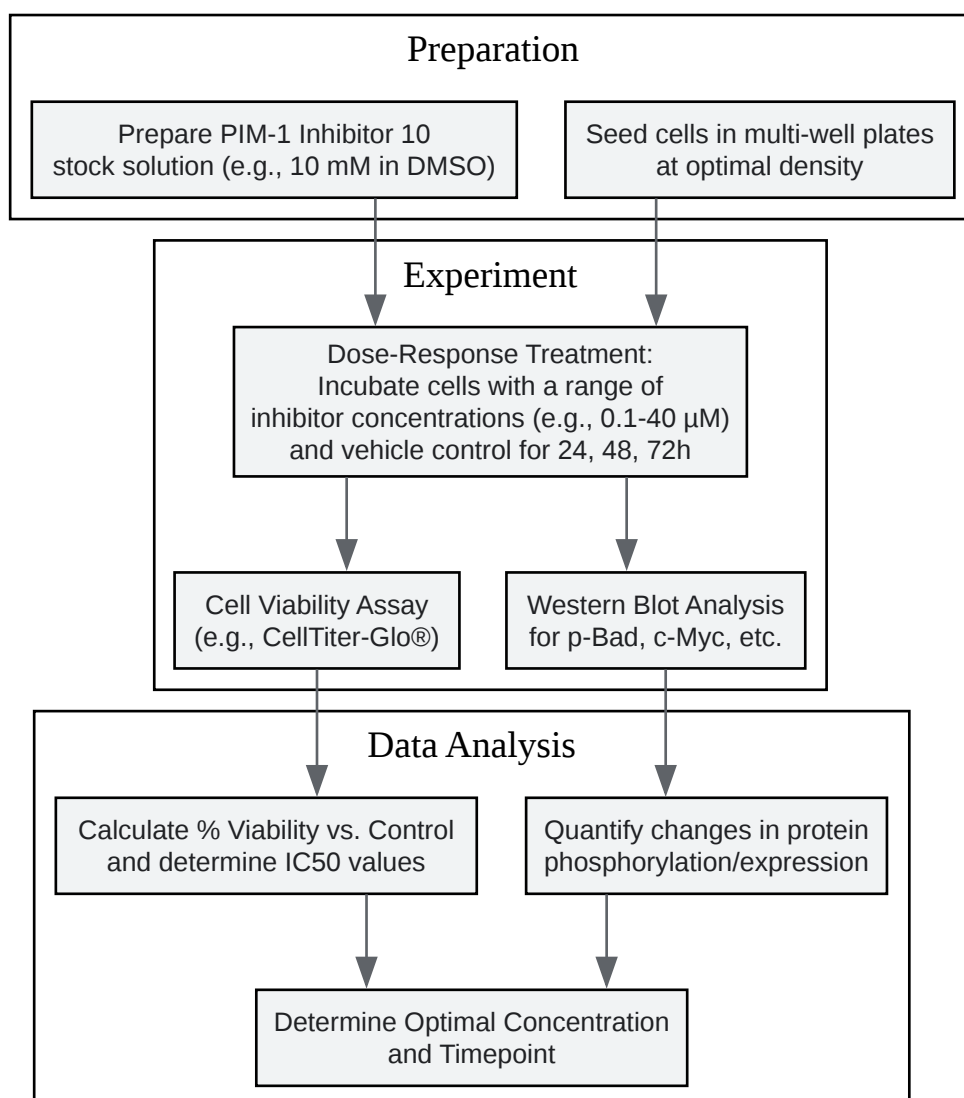 Preparation
Prepare PIM-1 Inhibitor 10
stock solution (e.g., 10 mM in DMSO)
Seed cells in multi-well plates
at optimal density
Experiment
Dose-Response Treatment:
Incubate cells with a range of
inhibitor concentrations (e.g., 0.1-40 µM)
and vehicle control for 24, 48, 72h
Cell Viability Assay
(e.g., CellTiter-Glo®)
Western Blot Analysis
for p-Bad, c-Myc, etc.
Data Analysis
Calculate % Viability vs. Control
and determine IC50 values
Quantify changes in protein
phosphorylation/expression
Determine Optimal Concentration
and Timepoint